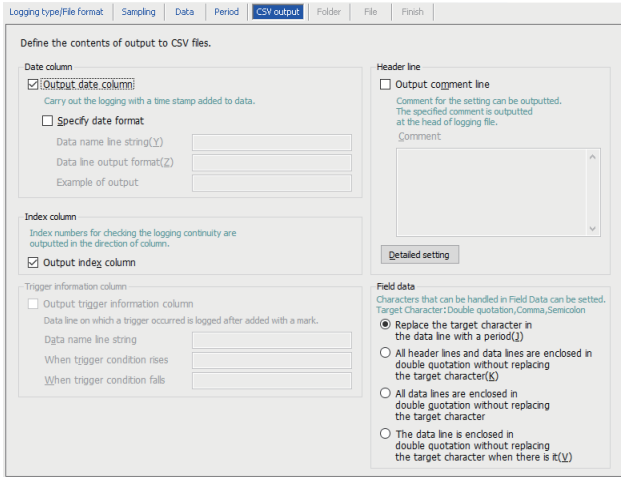 Logging type/File format Sampling Data Period CSV output Folder File Finish
Define the contents of output to CSV files.
Date column
Output date column
Carry out the logging with a time stamp added to data.
Specify date format
Data name line string(Y)
Data line output format(Z)
Example of output
Index column
Index numbers for checking the logging continuity are
outputted in the direction of column.
Output index column
Trigger information column
Output trigger information column
Data line on which a trigger occurred is logged after added with a mark.
Data name line string
When trigger condition rises
When trigger condition falls
Header line
Output comment line
Comment for the setting can be outputted.
The specified comment is outputted
at the head of logging file.
Comment
Detailed setting
Field data
Characters that can be handled in Field Data can be setted.
Target Character:Double quotation,Comma,Semicolon
Replace the target character in
the data line with a period(J)
All header lines and data lines are enclosed in
double quotation without replacing
the target character(K)
All data lines are enclosed in
double quotation without replacing
the target character
The data line is enclosed in
double quotation without replacing
the target character when there is it(V)